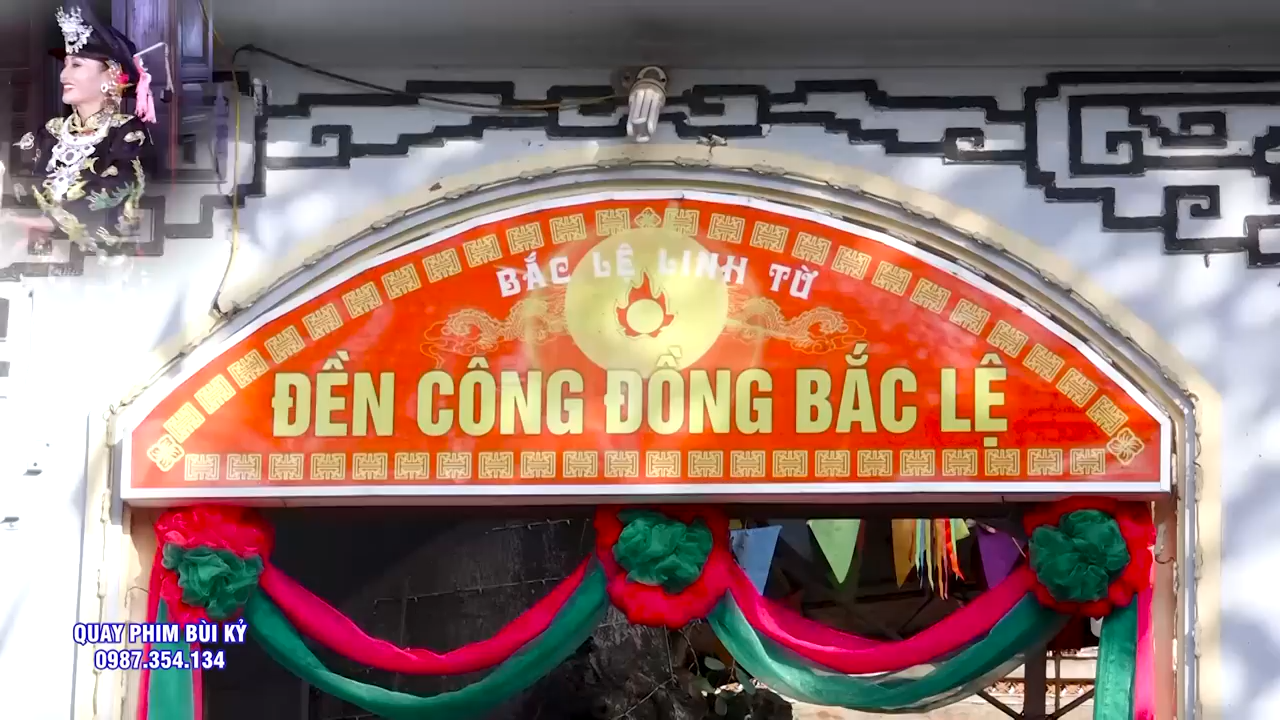 BẮC LỆ LINH TỪ
ĐỀN CÔNG ĐỒNG BẮC LỆ
QUAY PHIM BÙI KỶ
0987.354.134